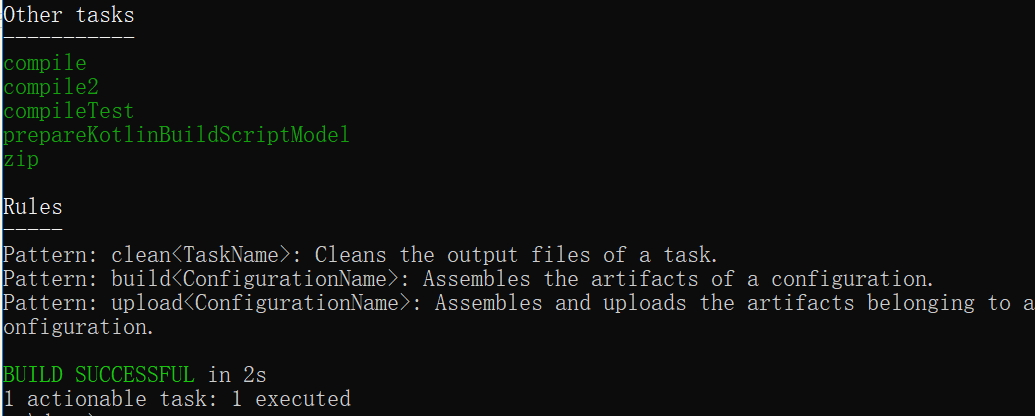 Other tasks
-----------
compile
compile2
compileTest
prepareKotlinBuildScriptModel
zip
Rules
-----
Pattern: clean<TaskName>: Cleans the output files of a task.
Pattern: build<ConfigurationName>: Assembles the artifacts of a configuration.
Pattern: upload<ConfigurationName>: Assembles and uploads the artifacts belonging to a
onfiguration.
BUILD SUCCESSFUL in 2s
1 actionable task: 1 executed